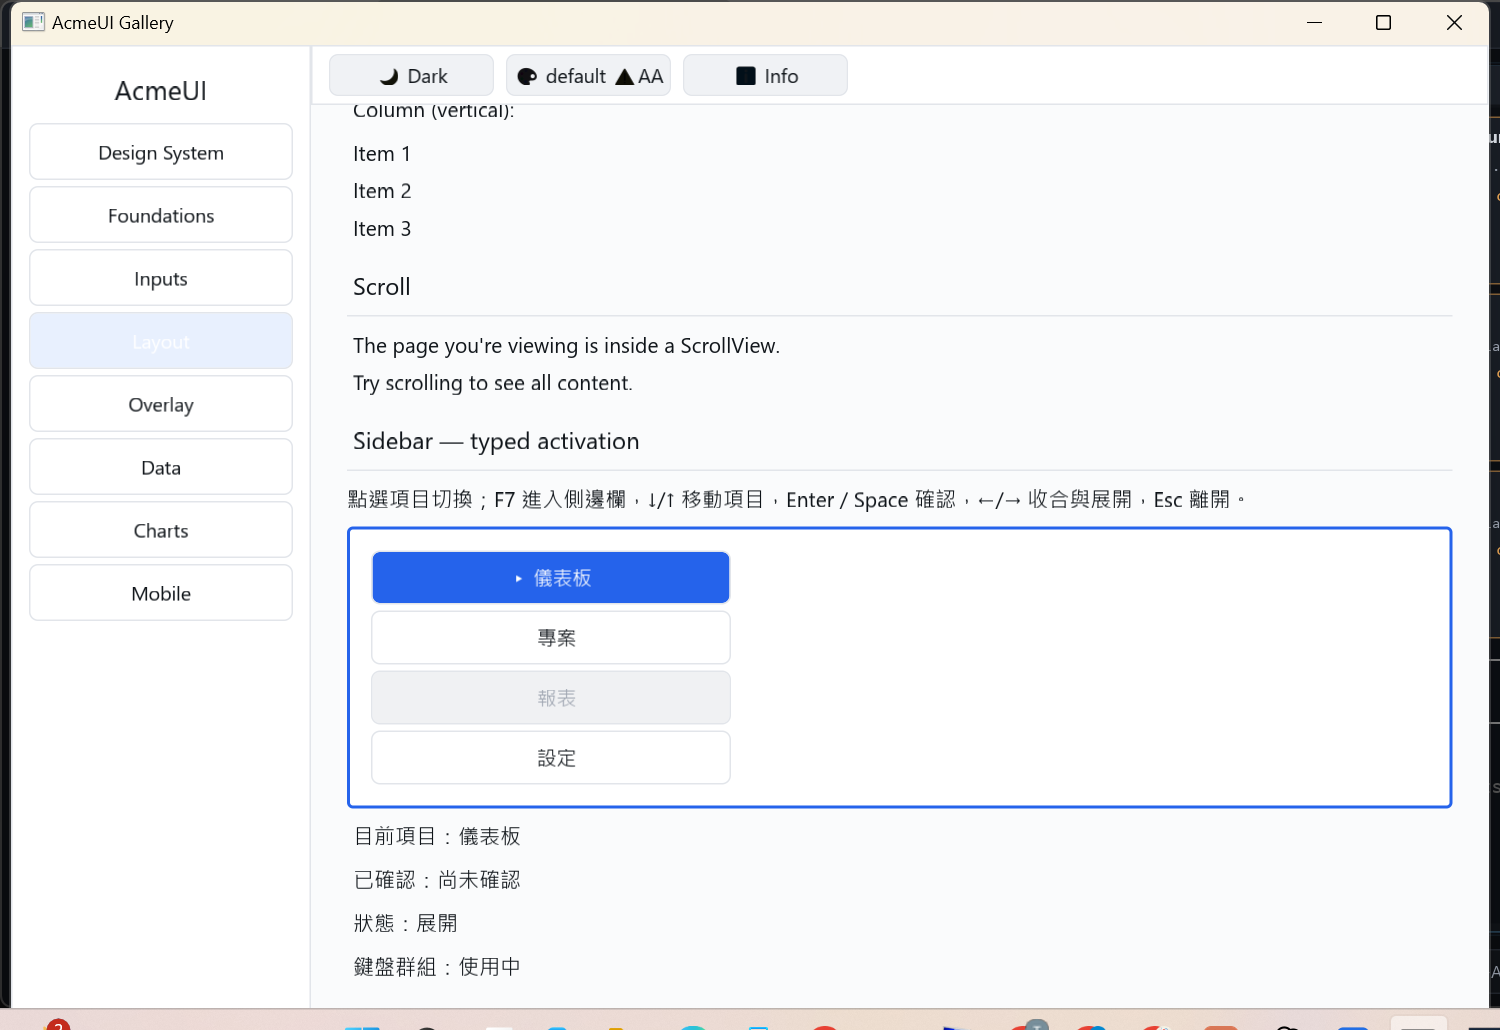 AcmeUI Gallery
AcmeUI
Design System
Foundations
Inputs
Layout
Overlay
Data
Charts
Mobile
Dark
default AA
Info
Column (vertical):
Item 1
Item 2
Item 3
Scroll
The page you're viewing is inside a ScrollView.
Try scrolling to see all content.
Sidebar — typed activation
點選項目切換；F7 進入側邊欄，↓/↑ 移動項目，Enter / Space 確認，←/→ 收合與展開，Esc 離開。
▸ 儀表板
專案
報表
設定
目前項目：儀表板
已確認：尚未確認
狀態：展開
鍵盤群組：使用中
2